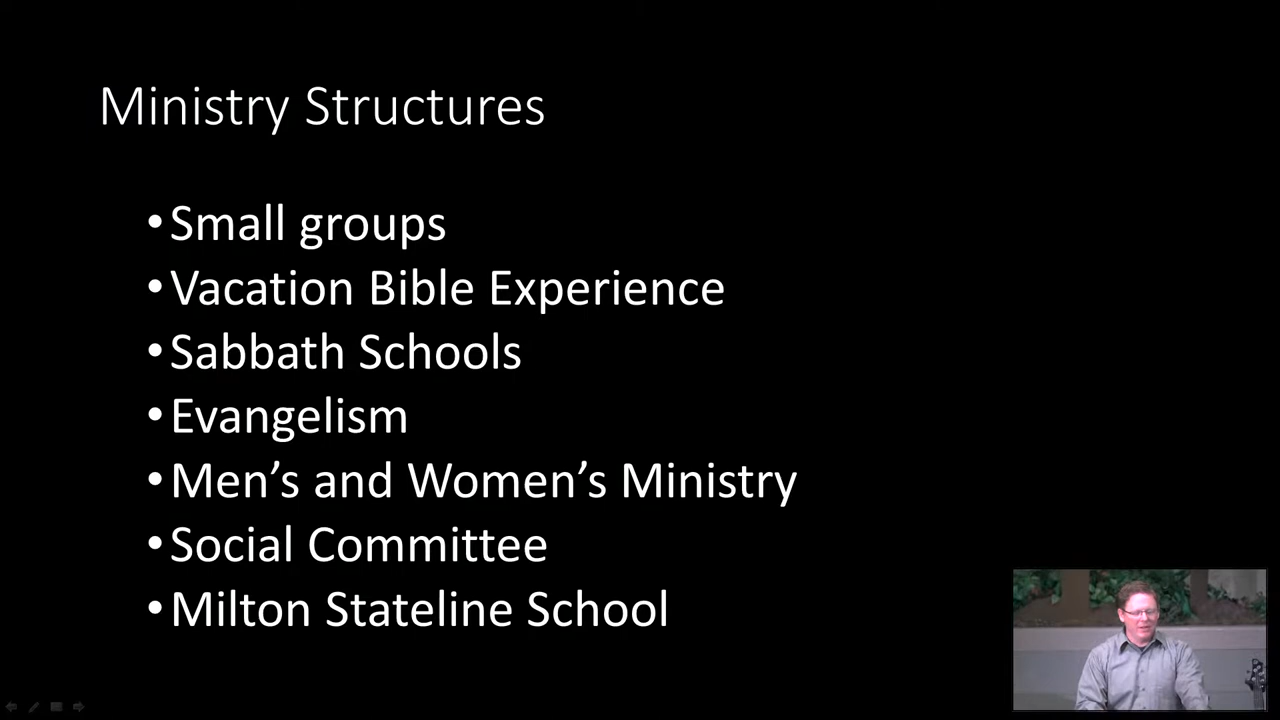 Ministry Structures
•Small groups
•Vacation Bible Experience
•Sabbath Schools
•Evangelism
•Men’s and Women’s Ministry
•Social Committee
•Milton Stateline School